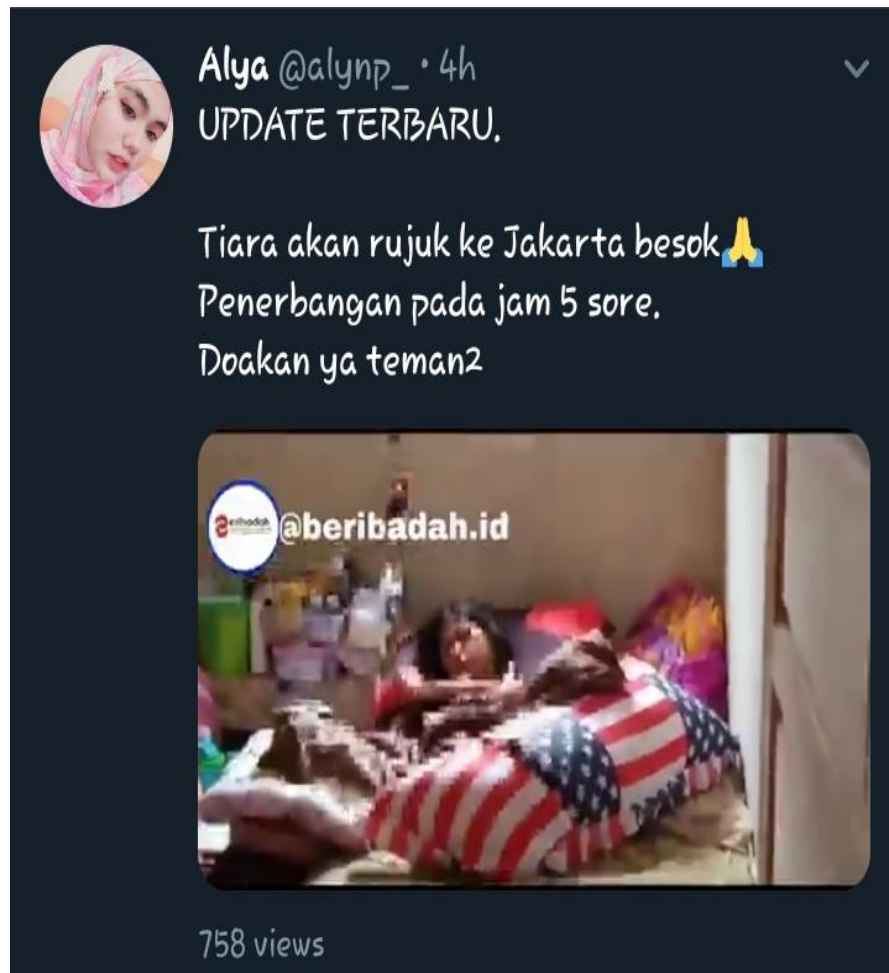 Alya @alynp_ · 4h
UPDATE TERBARU.
Tiara akan rujuk ke Jakarta besok🙏
Penerbangan pada jam 5 sore.
Doakan ya teman2
@beribadah.id
758 views